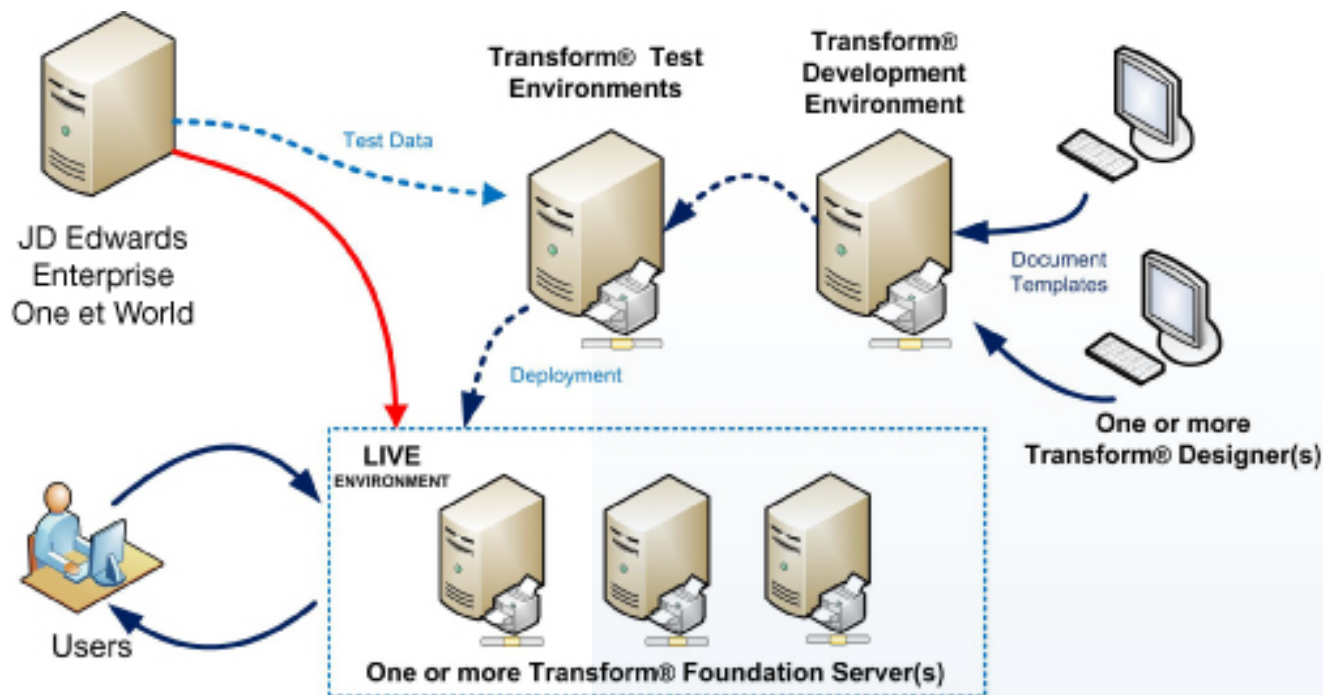 Transform® Test
Environments
Transform®
Development
Environment
Test Data
JD Edwards
Enterprise
One et World
Document
Templates
Deployment
One or more
Transform® Designer(s)
LIVE
ENVIRONMENT
Users
One or more Transform® Foundation Server(s)